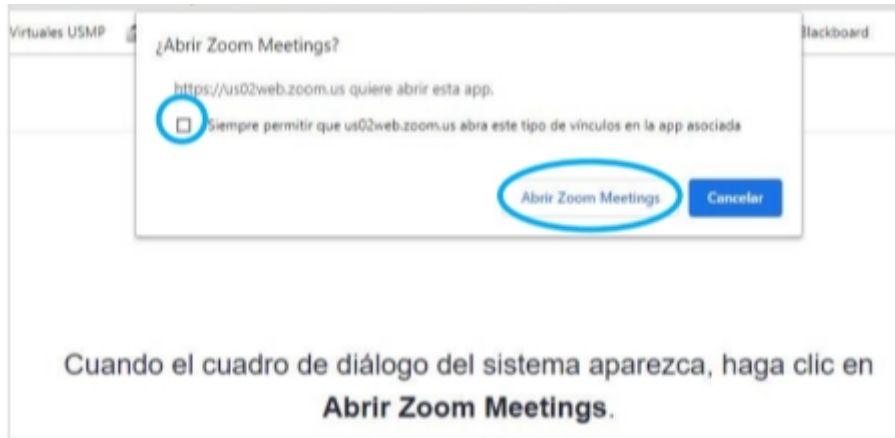 Virtuales USMP
Blackboard
¿Abrir Zoom Meetings?
https://us02web.zoom.us quiere abrir esta app.
Siempre permitir que us02web.zoom.us abra este tipo de vínculos en la app asociada
Abrir Zoom Meetings
Cancelar
Cuando el cuadro de diálogo del sistema aparezca, haga clic en
Abrir Zoom Meetings.